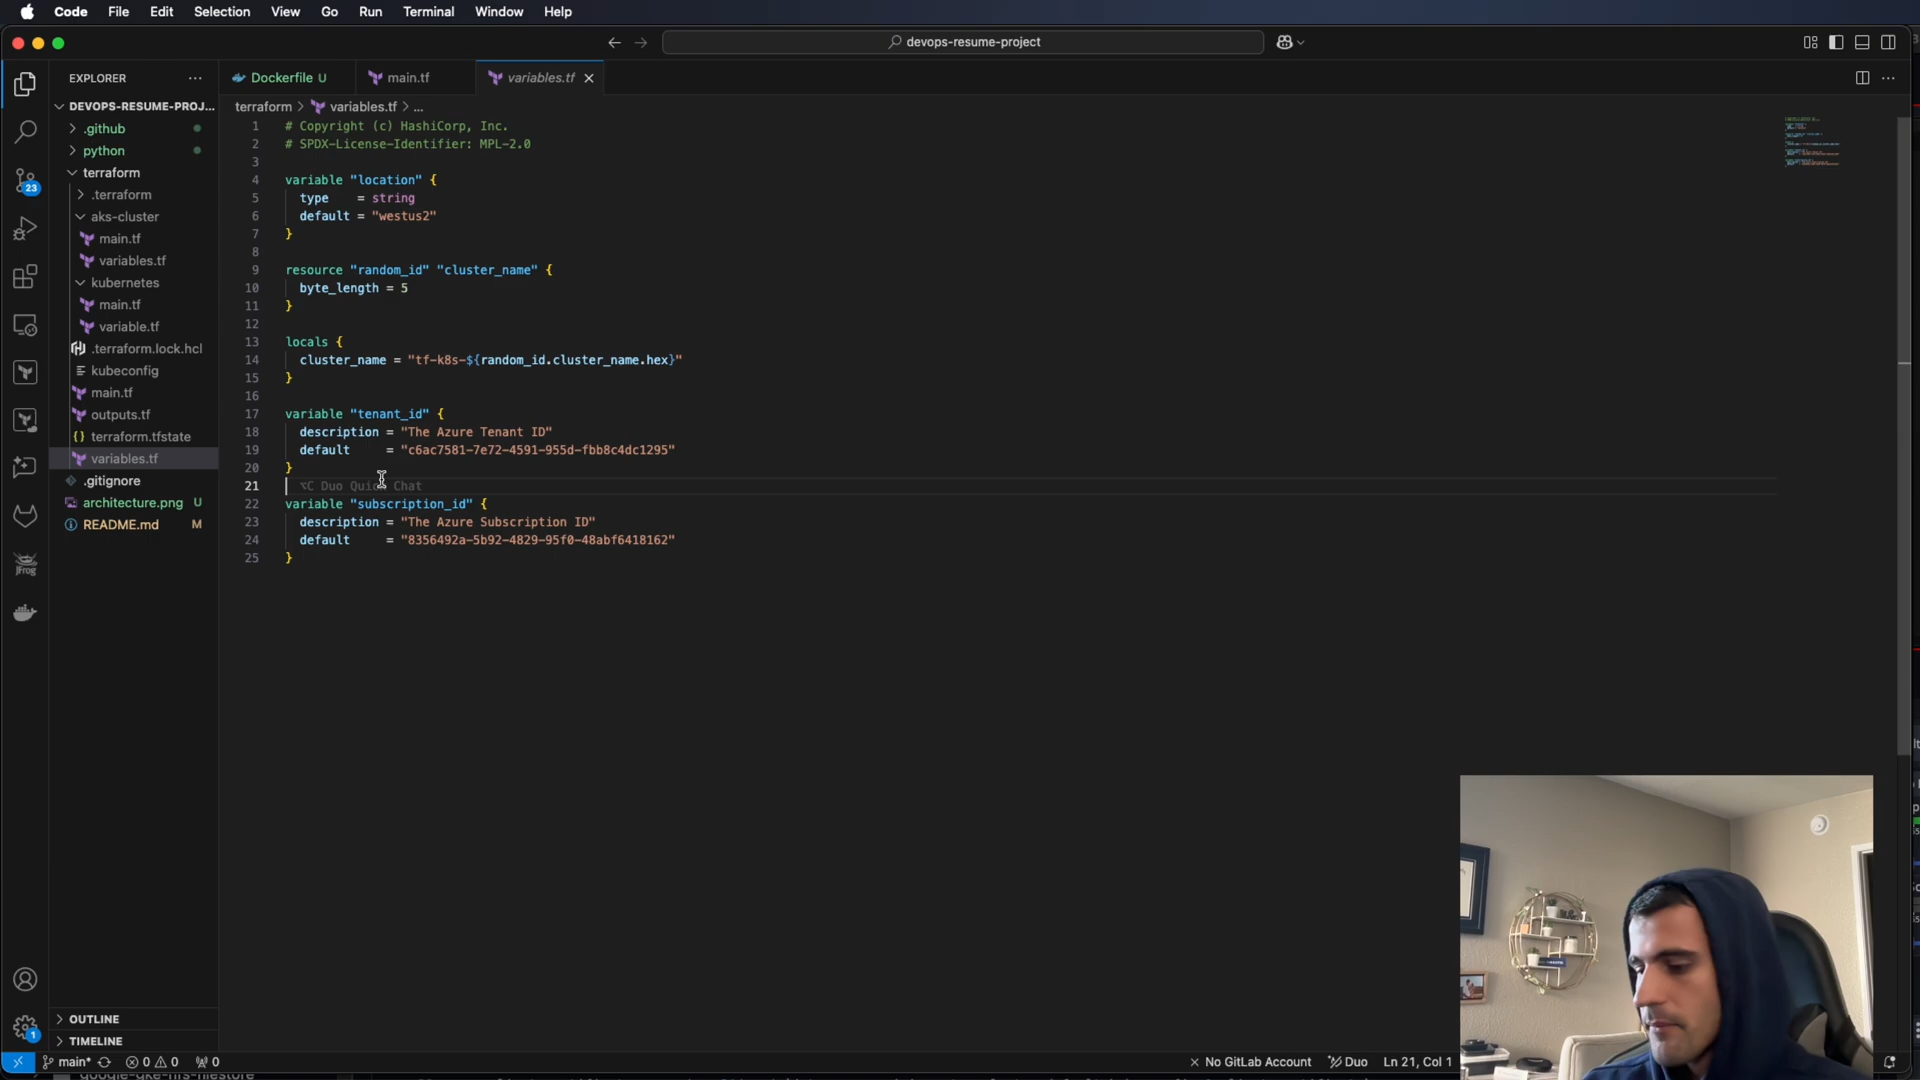 Code File Edit Selection View Go Run Terminal Window Help
devops-resume-project
EXPLORER
DEVOPS-RESUME-PROJ...
.github
python
terraform
.terraform
aks-cluster
main.tf
variables.tf
kubernetes
main.tf
variable.tf
.terraform.lock.hcl
kubeconfig
main.tf
outputs.tf
{} terraform.tfstate
variables.tf
.gitignore
architecture.png U
README.md M
OUTLINE
TIMELINE
23
JFrog
1
Dockerfile U main.tf variables.tf
terraform > variables.tf > ...
1 # Copyright (c) HashiCorp, Inc.
2 # SPDX-License-Identifier: MPL-2.0
3
4 variable "location" {
5 type = string
6 default = "westus2"
7 }
8
9 resource "random_id" "cluster_name" {
10 byte_length = 5
11 }
12
13 locals {
14 cluster_name = "tf-k8s-${random_id.cluster_name.hex}"
15 }
16
17 variable "tenant_id" {
18 description = "The Azure Tenant ID"
19 default = "c6ac7581-7e72-4591-955d-fbb8c4dc1295"
20 }
21 ⌥C Duo Quick Chat
22 variable "subscription_id" {
23 description = "The Azure Subscription ID"
24 default = "8356492a-5b92-4829-95f0-48abf6418162"
25 }
main* 0 0 0 No GitLab Account Duo Ln 21, Col 1